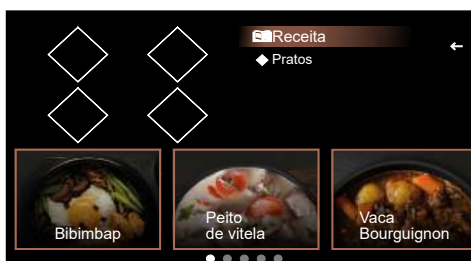 Receita
Pratos
Bibimbap
Peito
de vitela
Vaca
Bourguignon